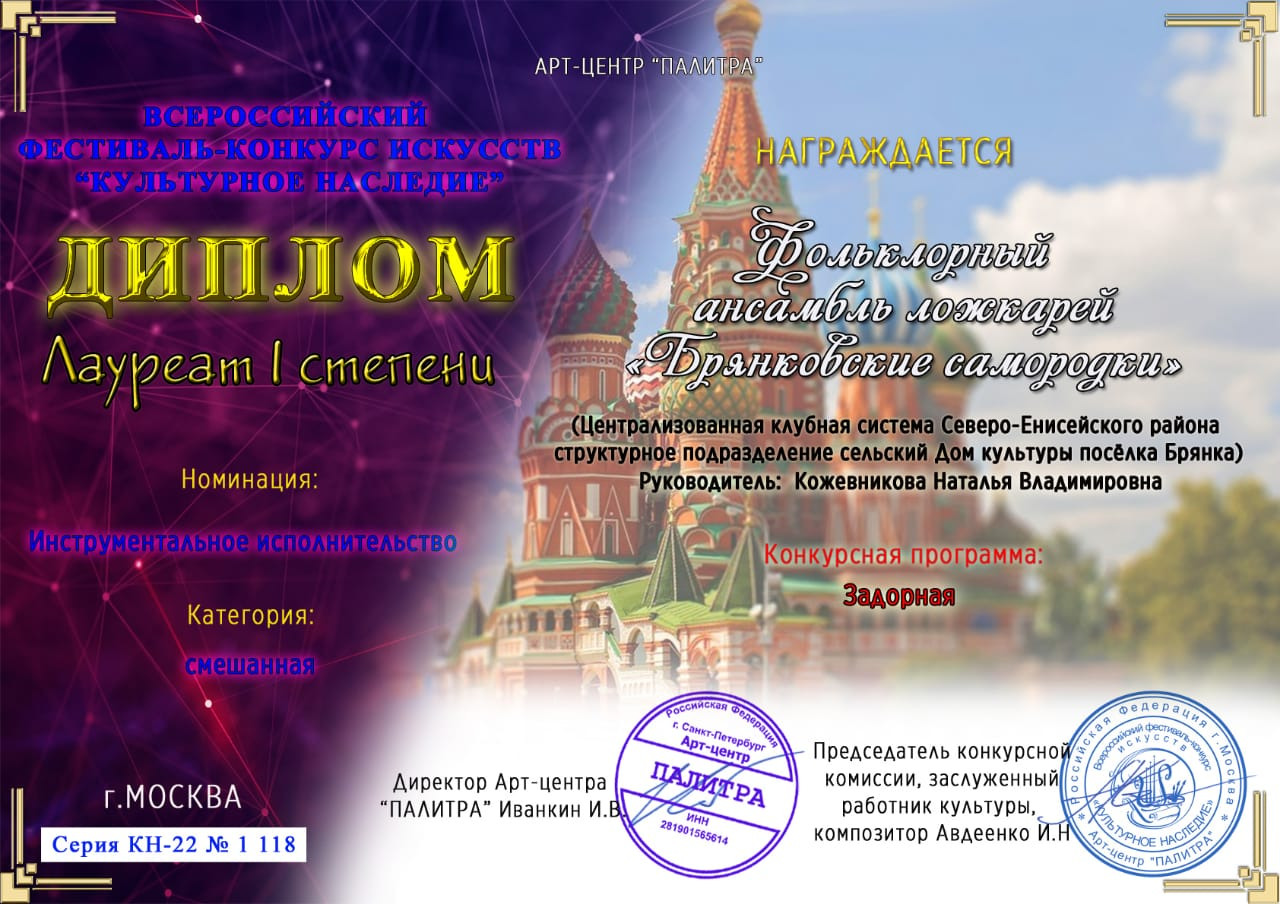 АРТ-ЦЕНТР “ПАЛИТРА”
ВСЕРОССИЙСКИЙ
ФЕСТИВАЛЬ-КОНКУРС ИСКУССТВ
“КУЛЬТУРНОЕ НАСЛЕДИЕ”
ДИПЛОМ
Лауреат I степени
Номинация:
Инструментальное исполнительство
Категория:
смешанная
г.МОСКВА
Серия КН-22 № 1 118
НАГРАЖДАЕТСЯ
Фольклорный
ансамбль ложкарей
«Брянковские самородки»
(Централизованная клубная система Северо-Енисейского района
структурное подразделение сельский Дом культуры посёлка Брянка)
Руководитель: Кожевникова Наталья Владимировна
Конкурсная программа:
Задорная
Директор Арт-центра
“ПАЛИТРА” Иванкин И.В.
Российская Федерация
г. Санкт-Петербург
Арт-центр
ПАЛИТРА
ИНН
281901565614
Председатель конкурсной
комиссии, заслуженный
работник культуры,
композитор Авдеенко И.Н
Российская Федерация г.Москва
Всероссийский фестиваль-конкурс
искусств
«КУЛЬТУРНОЕ НАСЛЕДИЕ»
Арт-центр "ПАЛИТРА"